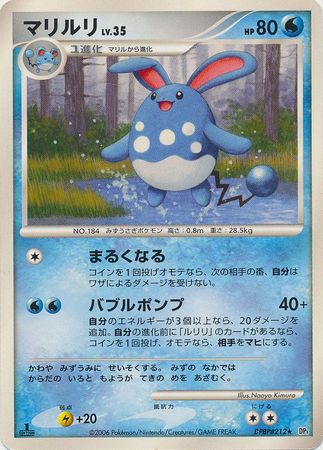 マリルリ LV.35 HP 80
1進化 マリルから進化
NO.184 みずうさぎポケモン 高さ:0.8m 重さ:28.5kg
まるくなる
コインを1回投げオモテなら、次の相手の番、自分は
ワザによるダメージを受けない。
バブルポンプ 40+
自分のエネルギーが3個以上なら、20ダメージを
追加。自分の進化前に「ルリリ」のカードがあるなら、
コインを1回投げ、オモテなら、相手をマヒにする。
かわや みずうみに せいそくする。みずの なかでは
からだの いろと もようが てきの めを あざむく。
Illus.Naoyo Kimura
弱点 抵抗力 にげる
+20
1 EDITION ©2006 Pokémon/Nintendo/Creatures/GAME FREAK. DPBP#212★ DP1